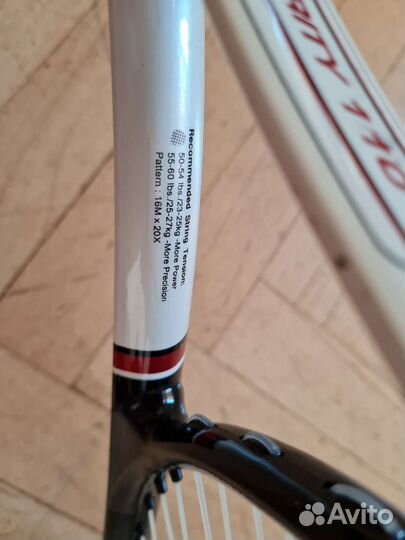 Recommended String Tension:
50-54 lbs./23-25kg -More Power
55-60 lbs./25-27kg -More Precision
Pattern : 16M x 20X
Avito